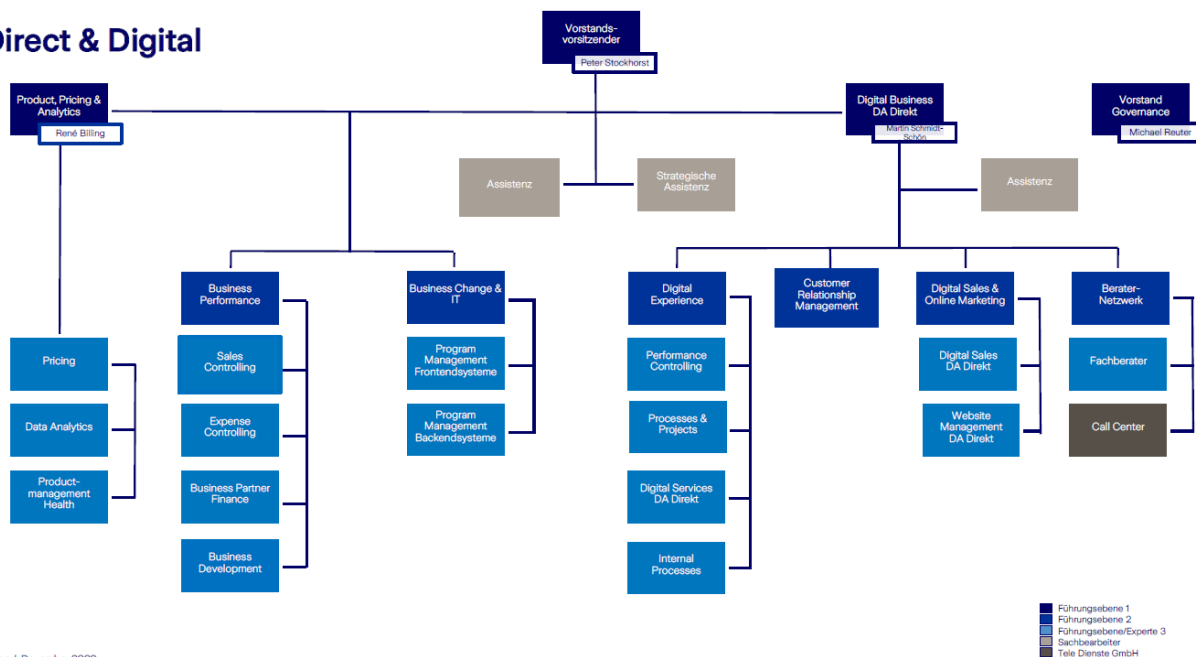 Direct & Digital
Vorstands-
vorsitzender
Peter Stockhorst
Product, Pricing &
Analytics
René Billing
Digital Business
DA Direkt
Martin Schmidt-
Schön
Vorstand
Governance
Michael Reuter
Assistenz
Strategische
Assistenz
Assistenz
Business
Performance
Business Change &
IT
Digital
Experience
Customer
Relationship
Management
Digital Sales &
Online Marketing
Berater-
Netzwerk
Pricing
Sales
Controlling
Program
Management
Frontendsysteme
Performance
Controlling
Digital Sales
DA Direkt
Fachberater
Data Analytics
Expense
Controlling
Program
Management
Backendsysteme
Processes &
Projects
Website
Management
DA Direkt
Call Center
Product-
management
Health
Business Partner
Finance
Digital Services
DA Direkt
Business
Development
Internal
Processes
Führungsebene 1
Führungsebene 2
Führungsebene/Experte 3
Sachbearbeiter
Tele Dienste GmbH